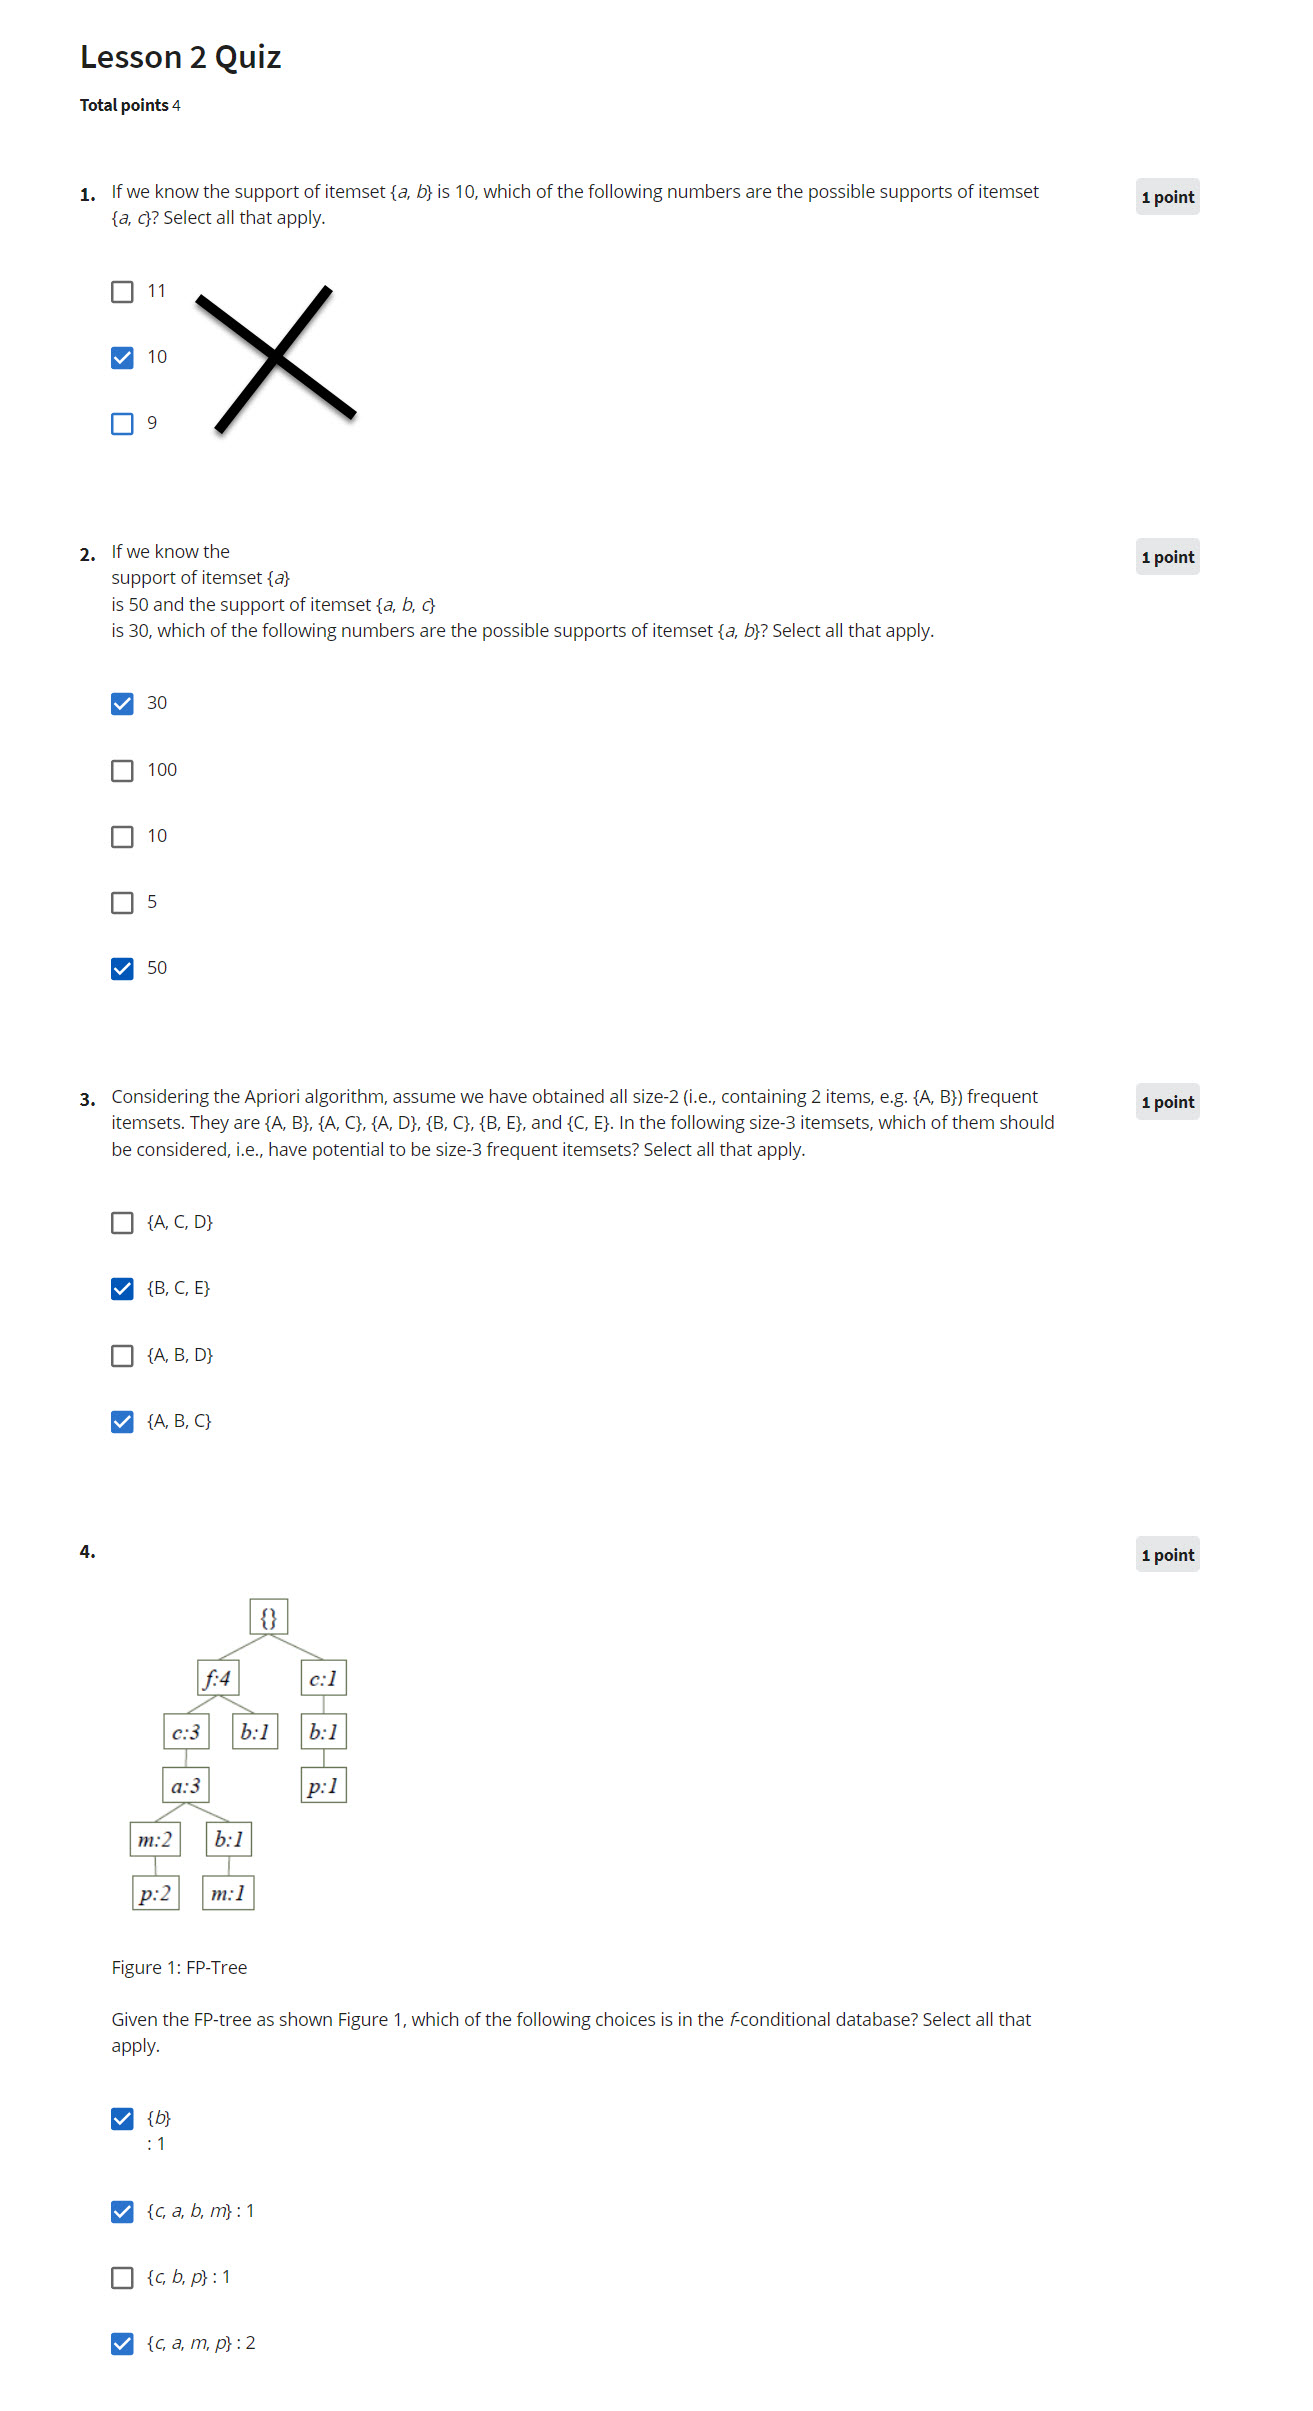 Lesson 2 Quiz
Total points 4
1. If we know the support of itemset {a, b} is 10, which of the following numbers are the possible supports of itemset
{a, c}? Select all that apply.
1 point
11
10
9
2. If we know the
support of itemset {a}
is 50 and the support of itemset {a, b, c}
is 30, which of the following numbers are the possible supports of itemset {a, b}? Select all that apply.
1 point
30
100
10
5
50
3. Considering the Apriori algorithm, assume we have obtained all size-2 (i.e., containing 2 items, e.g. {A, B}) frequent
itemsets. They are {A, B}, {A, C}, {A, D}, {B, C}, {B, E}, and {C, E}. In the following size-3 itemsets, which of them should
be considered, i.e., have potential to be size-3 frequent itemsets? Select all that apply.
1 point
{A, C, D}
{B, C, E}
{A, B, D}
{A, B, C}
4.
1 point
{}
f:4 c:1
c:3 b:1 b:1
a:3 p:1
m:2 b:1
p:2 m:1
Figure 1: FP-Tree
Given the FP-tree as shown Figure 1, which of the following choices is in the f-conditional database? Select all that
apply.
{b}
: 1
{c, a, b, m} : 1
{c, b, p} : 1
{c, a, m, p} : 2